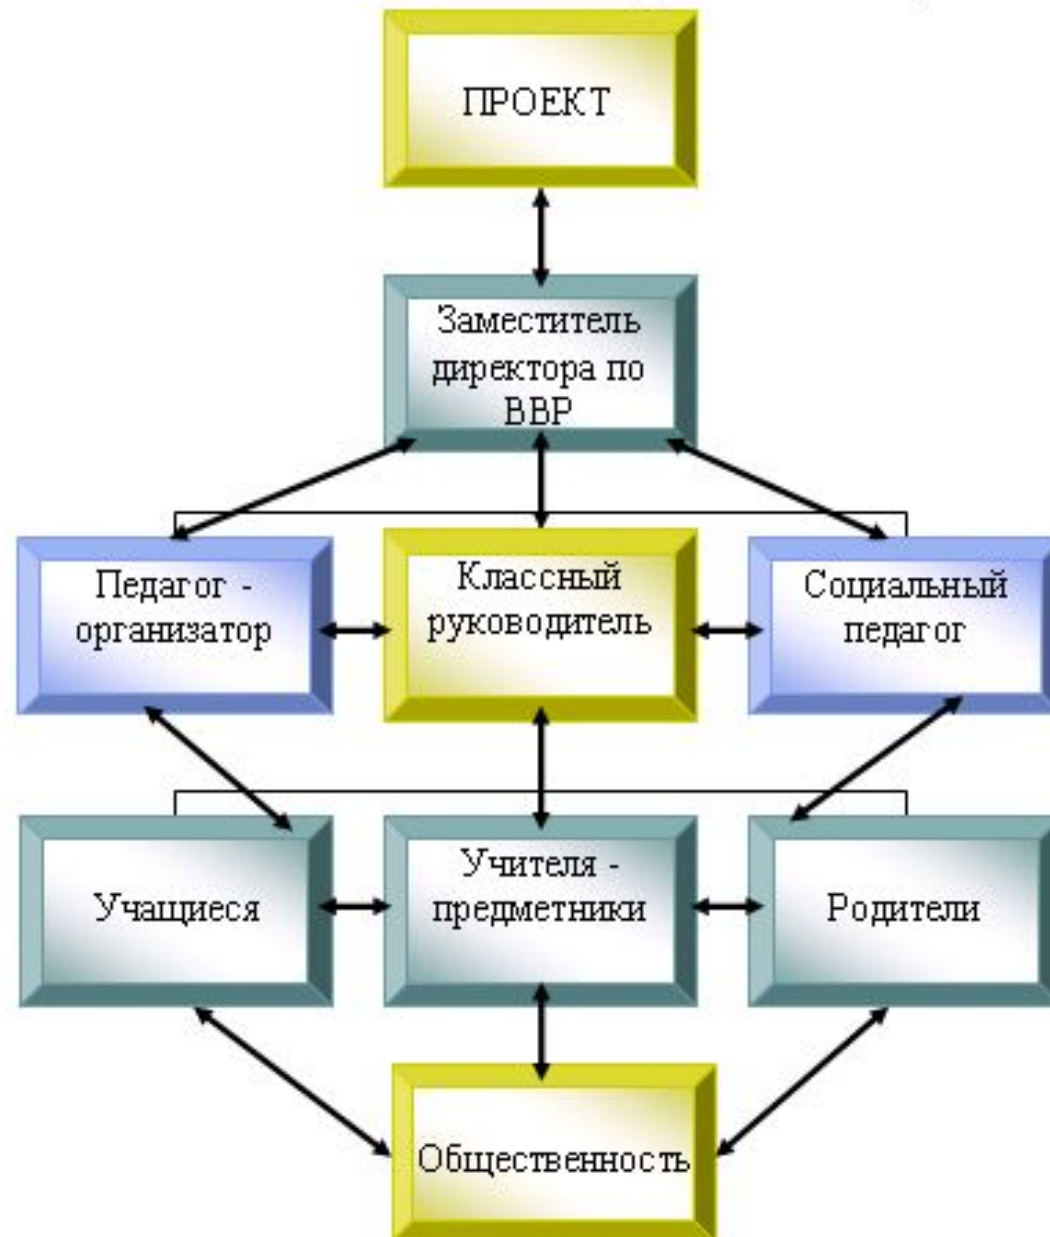 ПРОЕКТ
Заместитель
директора по
ВВР
Педагог -
организатор
Классный
руководитель
Социальный
педагог
Учащиеся
Учителя -
предметники
Родители
Общественность